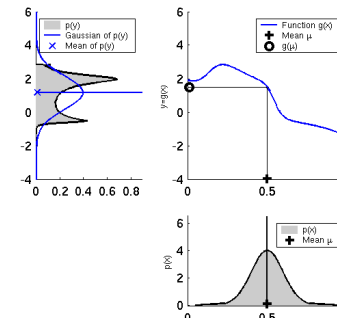 6
4
2
0
-2
-4
0 0.2 0.4 0.6 0.8
p(y)
Gaussian of p(y)
Mean of p(y)
6
4
2
0
-2
-4
0 0.5
y=g(x)
Function g(x)
Mean μ
g(μ)
6
4
2
0
0 0.5
p(x)
p(x)
Mean μ